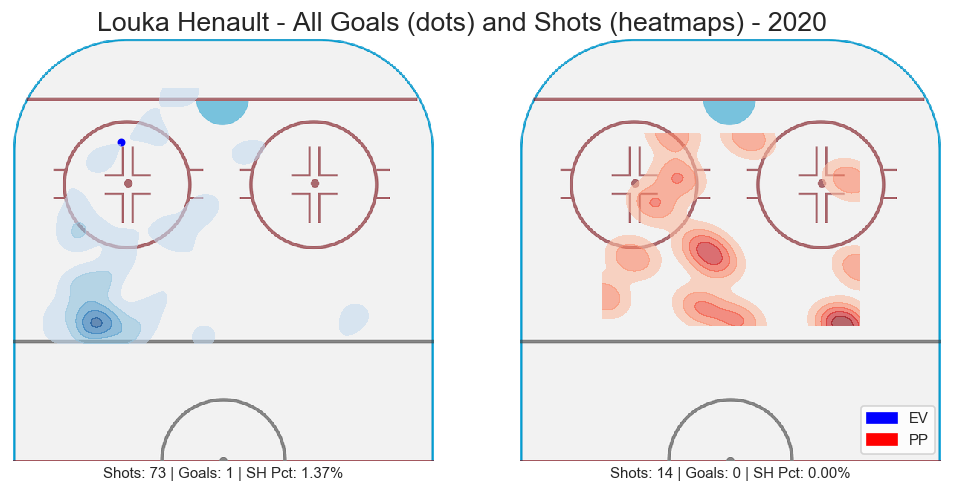 Louka Henault - All Goals (dots) and Shots (heatmaps) - 2020
EV
PP
Shots: 73 | Goals: 1 | SH Pct: 1.37%
Shots: 14 | Goals: 0 | SH Pct: 0.00%